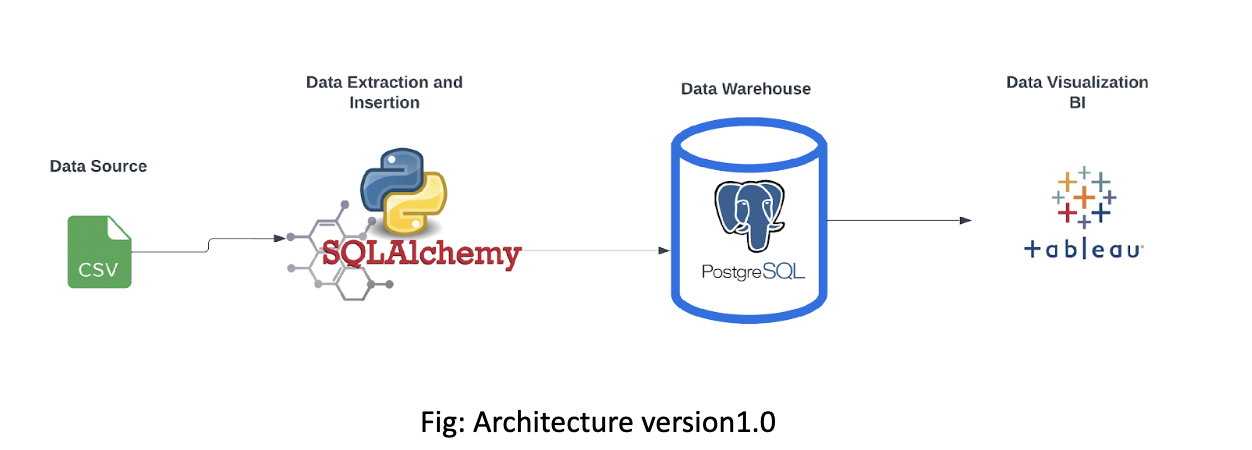 Data Source
CSV
Data Extraction and
Insertion
SQLAlchemy
Data Warehouse
PostgreSQL
Data Visualization
BI
+ableau
Fig: Architecture version1.0